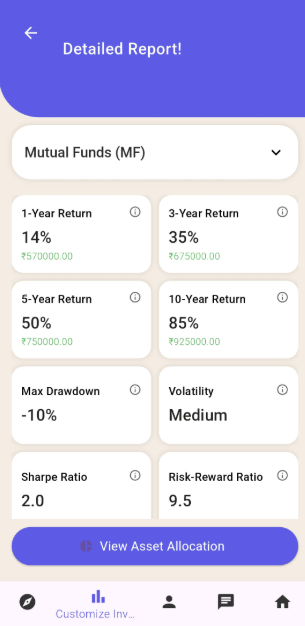 Detailed Report!
Mutual Funds (MF)
1-Year Return
14%
₹570000.00
3-Year Return
35%
₹675000.00
5-Year Return
50%
₹750000.00
10-Year Return
85%
₹925000.00
Max Drawdown
-10%
Volatility
Medium
Sharpe Ratio
2.0
Risk-Reward Ratio
9.5
View Asset Allocation
Customize Inv...